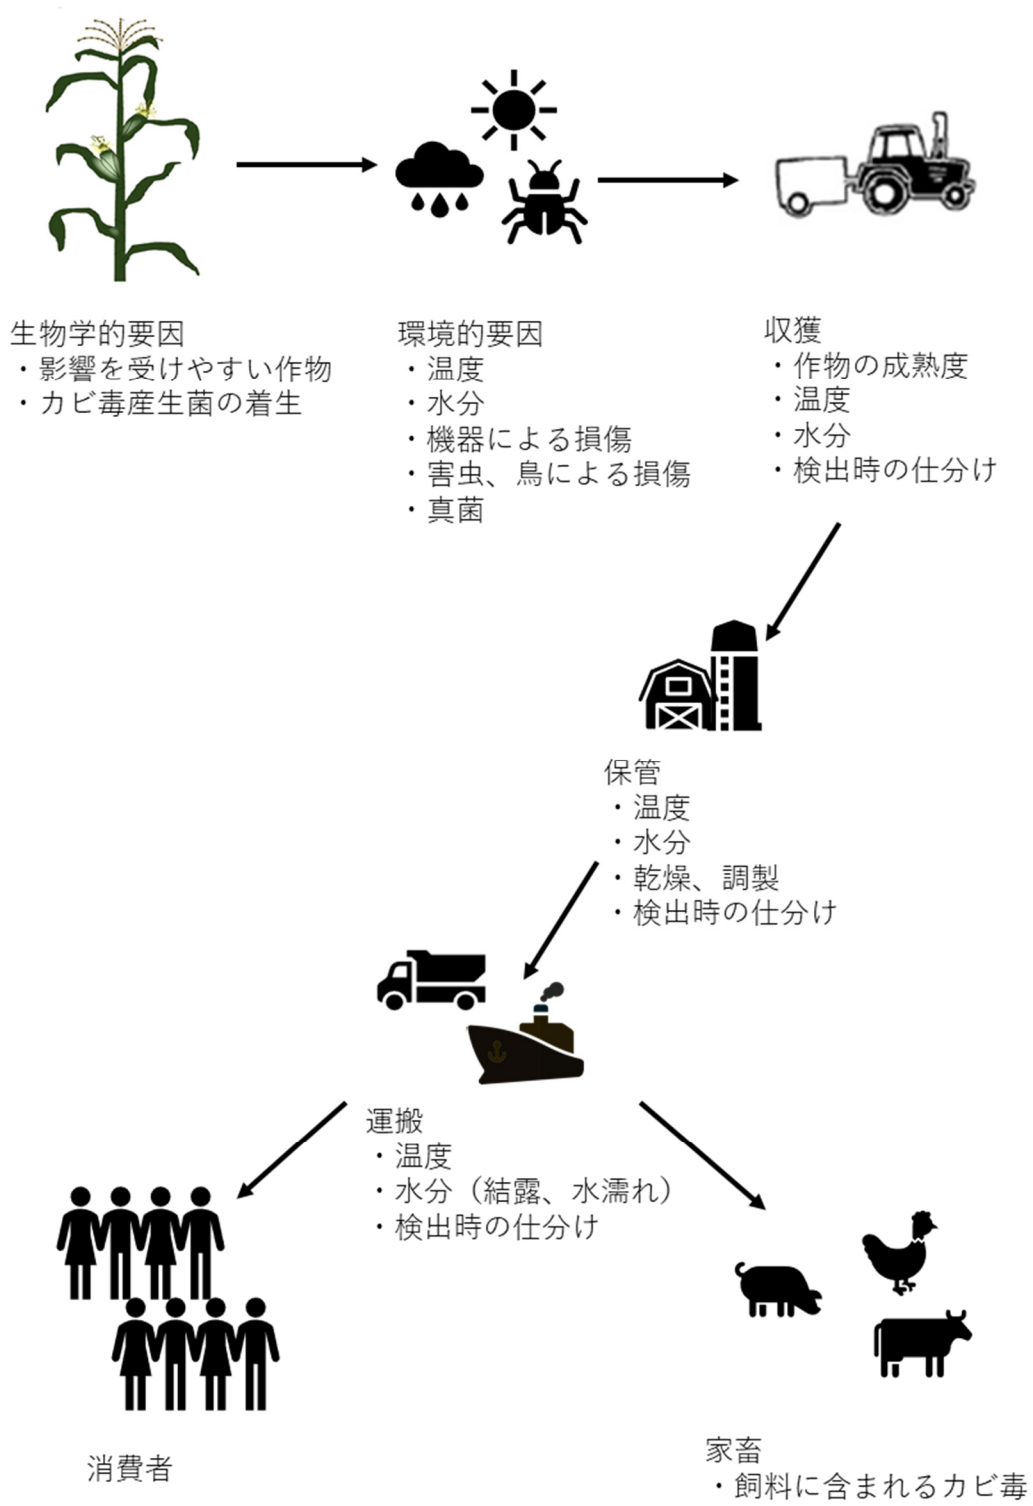 生物学的要因
・影響を受けやすい作物
・カビ毒産生菌の着生
環境的要因
・温度
・水分
・機器による損傷
・害虫、鳥による損傷
・真菌
収獲
・作物の成熟度
・温度
・水分
・検出時の仕分け
保管
・温度
・水分
・乾燥、調製
・検出時の仕分け
運搬
・温度
・水分（結露、水濡れ）
・検出時の仕分け
消費者
家畜
・飼料に含まれるカビ毒